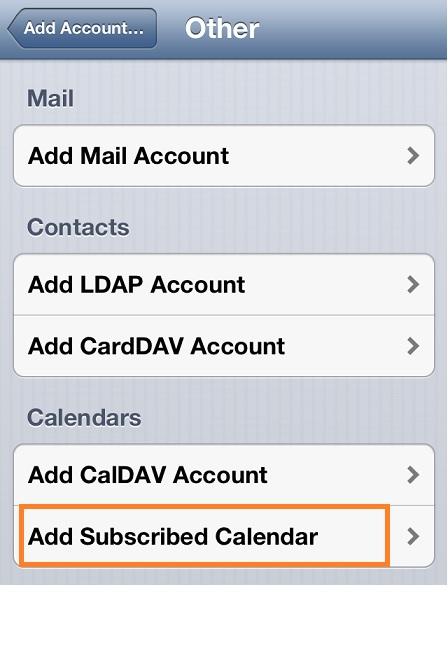 Add Account...
Other
Mail
Add Mail Account
Contacts
Add LDAP Account
Add CardDAV Account
Calendars
Add CalDAV Account
Add Subscribed Calendar